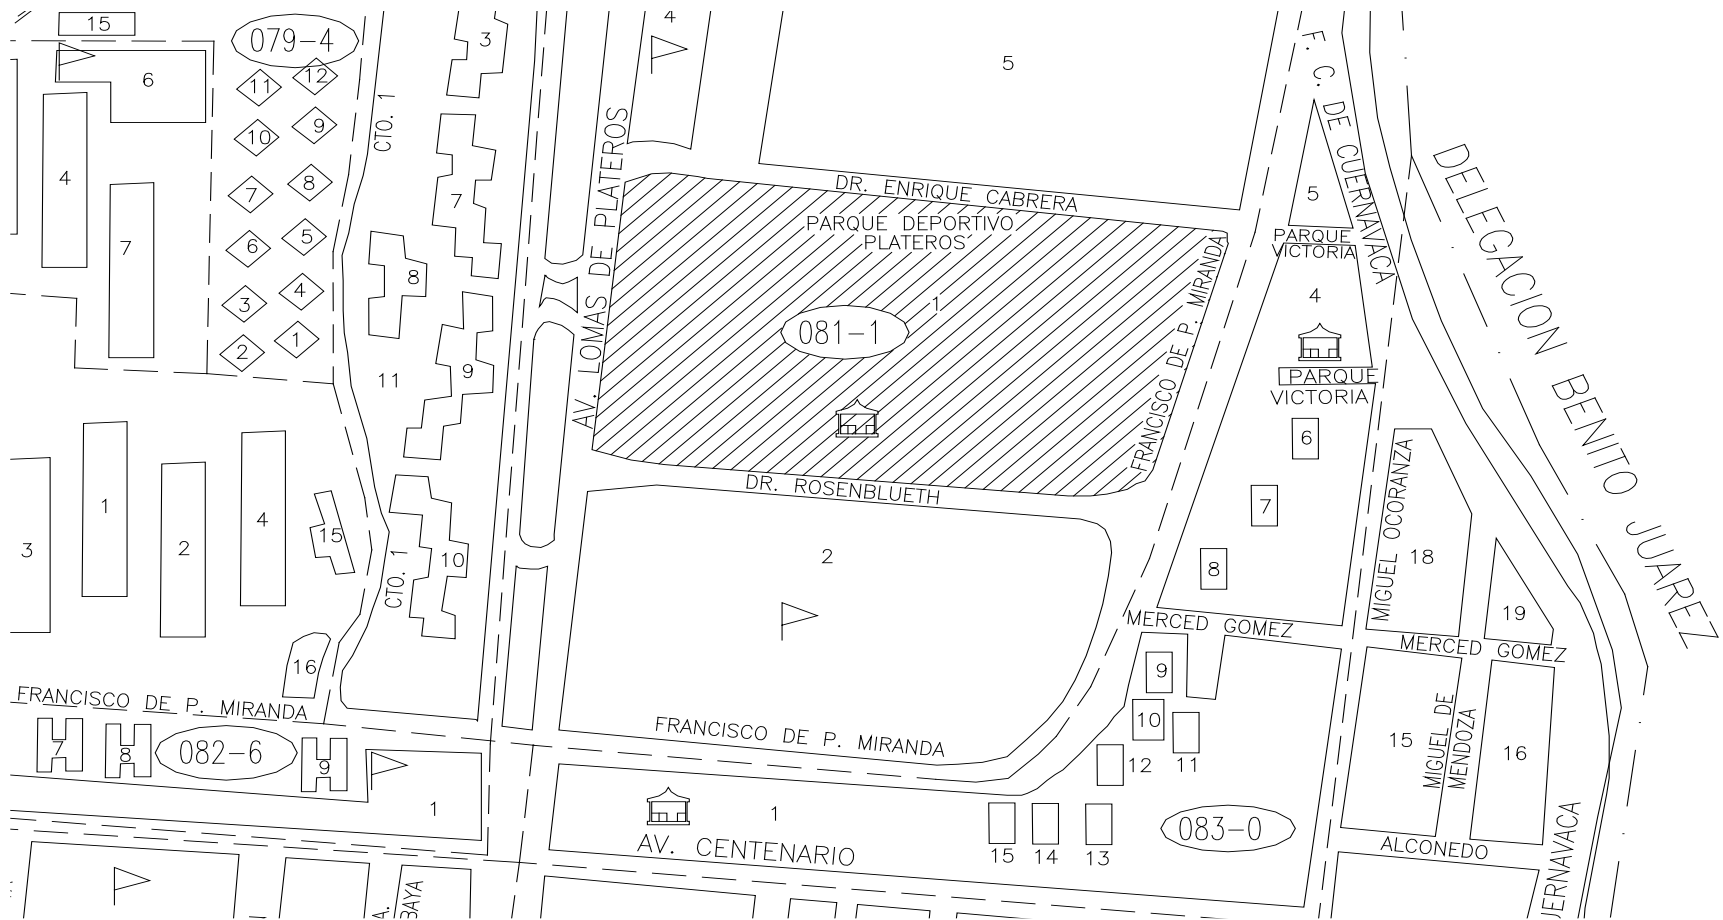 15
079-4
3
4
5
6
11
12
10
9
CTO. 1
F. C. DE CUERNAVACA
DELEGACION BENITO JUAREZ
4
7
8
7
5
DR. ENRIQUE CABRERA
PARQUE DEPORTIVO
PLATEROS
AV. LOMAS DE PLATEROS
FRANCISCO DE P. MIRANDA
PARQUE
VICTORIA
7
6
5
8
3
4
1
081-1
4
2
1
11
9
PARQUE
VICTORIA
6
DR. ROSENBLUETH
MIGUEL OCORANZA
1
4
2
3
15
7
CTO. 1
10
2
8
18
19
16
MERCED GOMEZ
MERCED GOMEZ
9
FRANCISCO DE P. MIRANDA
FRANCISCO DE P. MIRANDA
10
11
12
15
MIGUEL DE
MENDOZA
16
7
8
082-6
9
1
1
15
14
13
083-0
AV. CENTENARIO
ALCONEDO
UERNAVACA
A.
BAYA